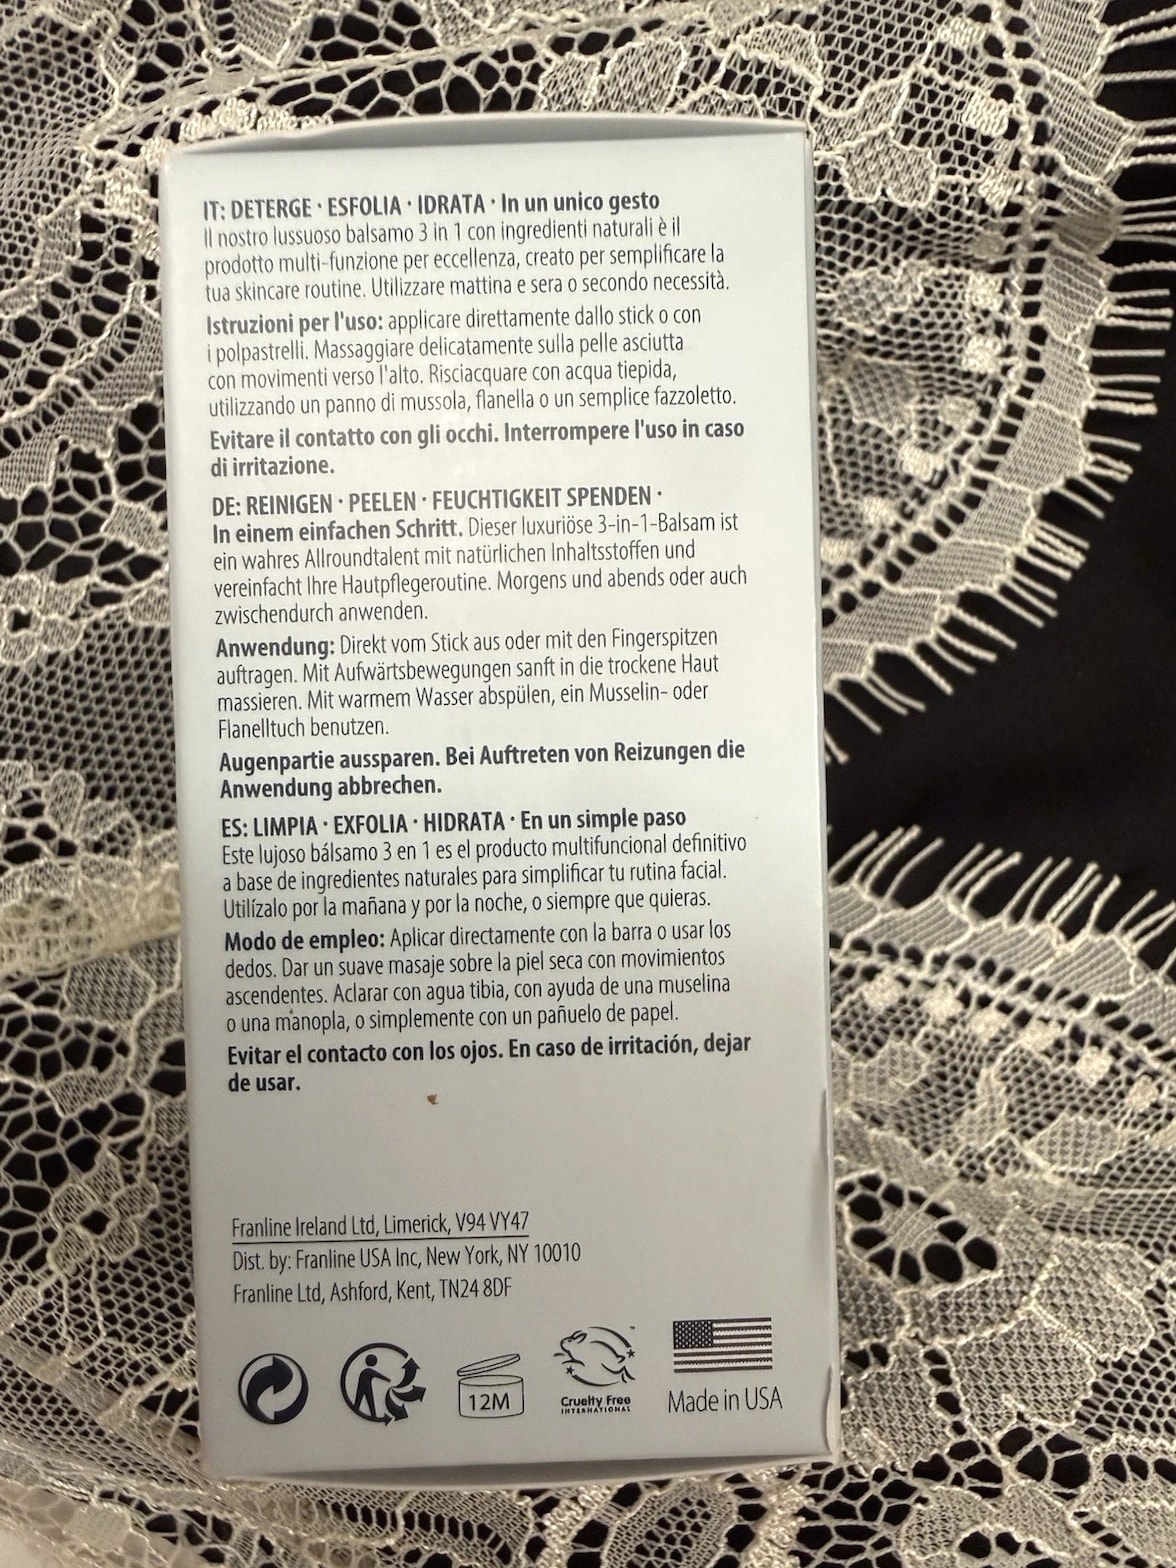 IT: DETERGE · ESFOLIA · IDRATA · In un unico gesto
Il nostro lussuoso balsamo 3 in 1 con ingredienti naturali è il
prodotto multi-funzione per eccellenza, creato per semplificare la
tua skincare routine. Utilizzare mattina e sera o secondo necessità.
Istruzioni per l'uso: applicare direttamente dallo stick o con
i polpastrelli. Massaggiare delicatamente sulla pelle asciutta
con movimenti verso l'alto. Risciacquare con acqua tiepida,
utilizzando un panno di mussola, flanella o un semplice fazzoletto.
Evitare il contatto con gli occhi. Interrompere l'uso in caso
di irritazione.
DE: REINIGEN · PEELEN · FEUCHTIGKEIT SPENDEN ·
In einem einfachen Schritt. Dieser luxuriöse 3-in-1-Balsam ist
ein wahres Allroundtalent mit natürlichen Inhaltsstoffen und
vereinfacht Ihre Hautpflegeroutine. Morgens und abends oder auch
zwischendurch anwenden.
Anwendung: Direkt vom Stick aus oder mit den Fingerspitzen
auftragen. Mit Aufwärtsbewegungen sanft in die trockene Haut
massieren. Mit warmem Wasser abspülen, ein Musselin- oder
Flanelltuch benutzen.
Augenpartie aussparen. Bei Auftreten von Reizungen die
Anwendung abbrechen.
ES: LIMPIA · EXFOLIA · HIDRATA · En un simple paso
Este lujoso bálsamo 3 en 1 es el producto multifuncional definitivo
a base de ingredientes naturales para simplificar tu rutina facial.
Utilízalo por la mañana y por la noche, o siempre que quieras.
Modo de empleo: Aplicar directamente con la barra o usar los
dedos. Dar un suave masaje sobre la piel seca con movimientos
ascendentes. Aclarar con agua tibia, con ayuda de una muselina
o una manopla, o simplemente con un pañuelo de papel.
Evitar el contacto con los ojos. En caso de irritación, dejar
de usar.
Franline Ireland Ltd, Limerick, V94 VY47
Dist. by: Franline USA Inc, New York, NY 10010
Franline Ltd, Ashford, Kent, TN24 8DF
12M
Cruelty Free
INTERNATIONAL
™
Made in USA